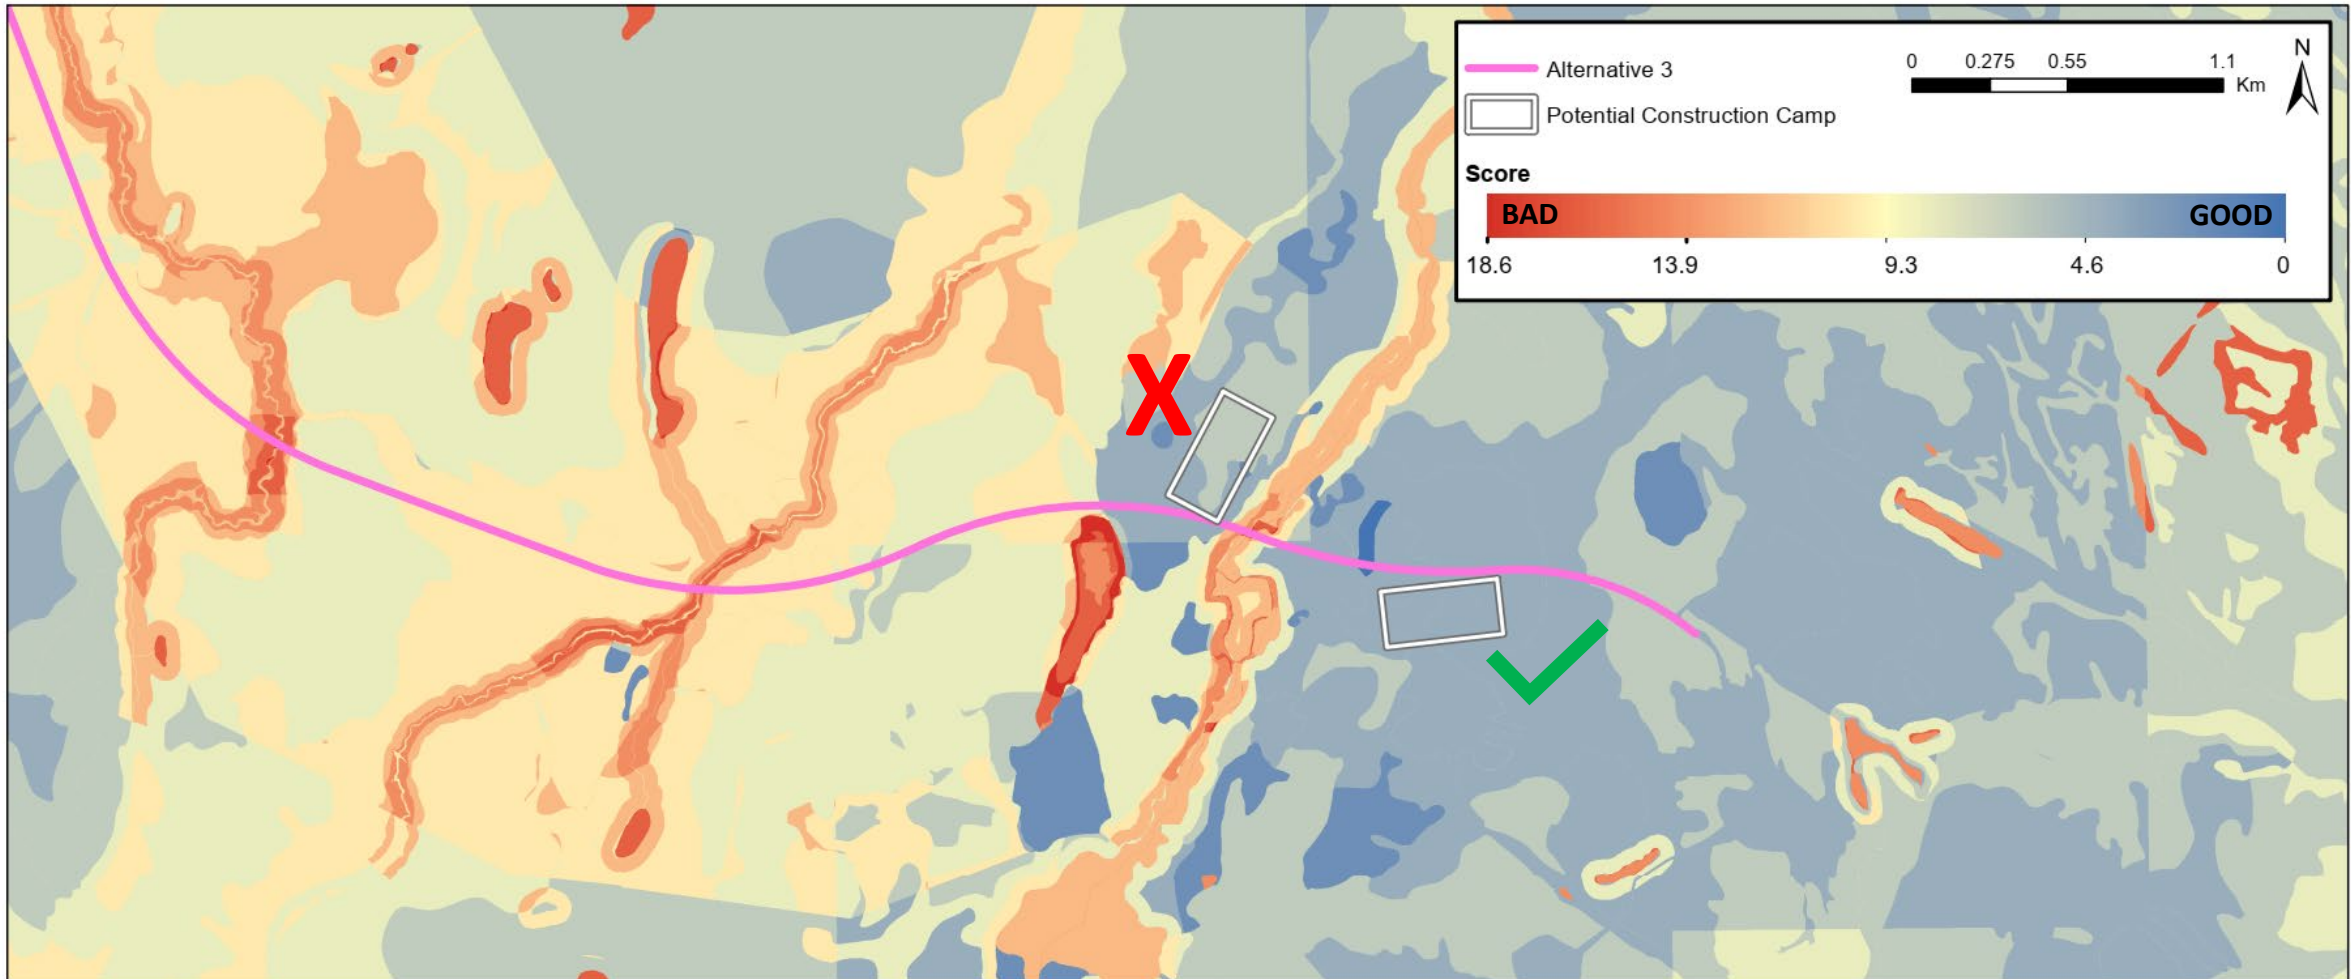 Alternative 3
Potential Construction Camp
0 0.275 0.55 1.1
Km
N
Score
BAD GOOD
18.6 13.9 9.3 4.6 0
X